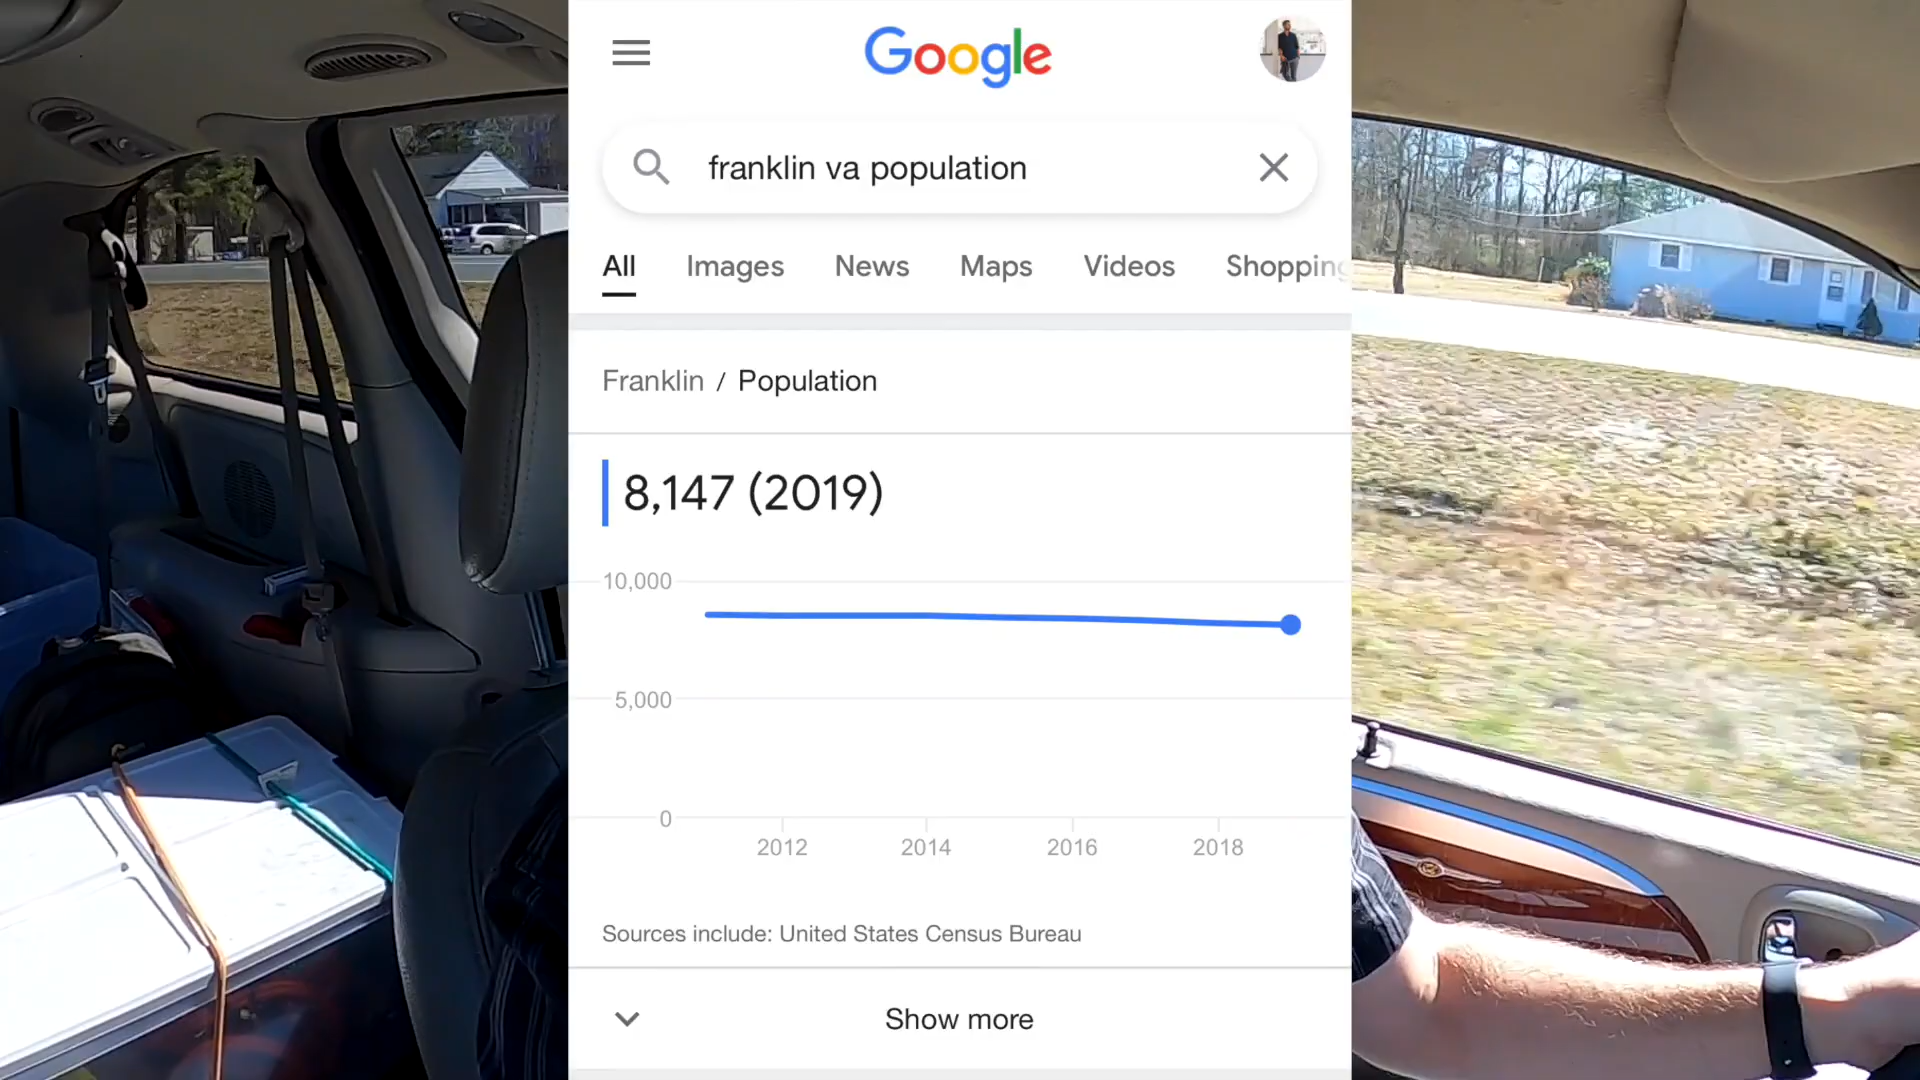 Google
franklin va population
All Images News Maps Videos Shopping
Franklin / Population
8,147 (2019)
10,000
5,000
0
2012 2014 2016 2018
Sources include: United States Census Bureau
Show more